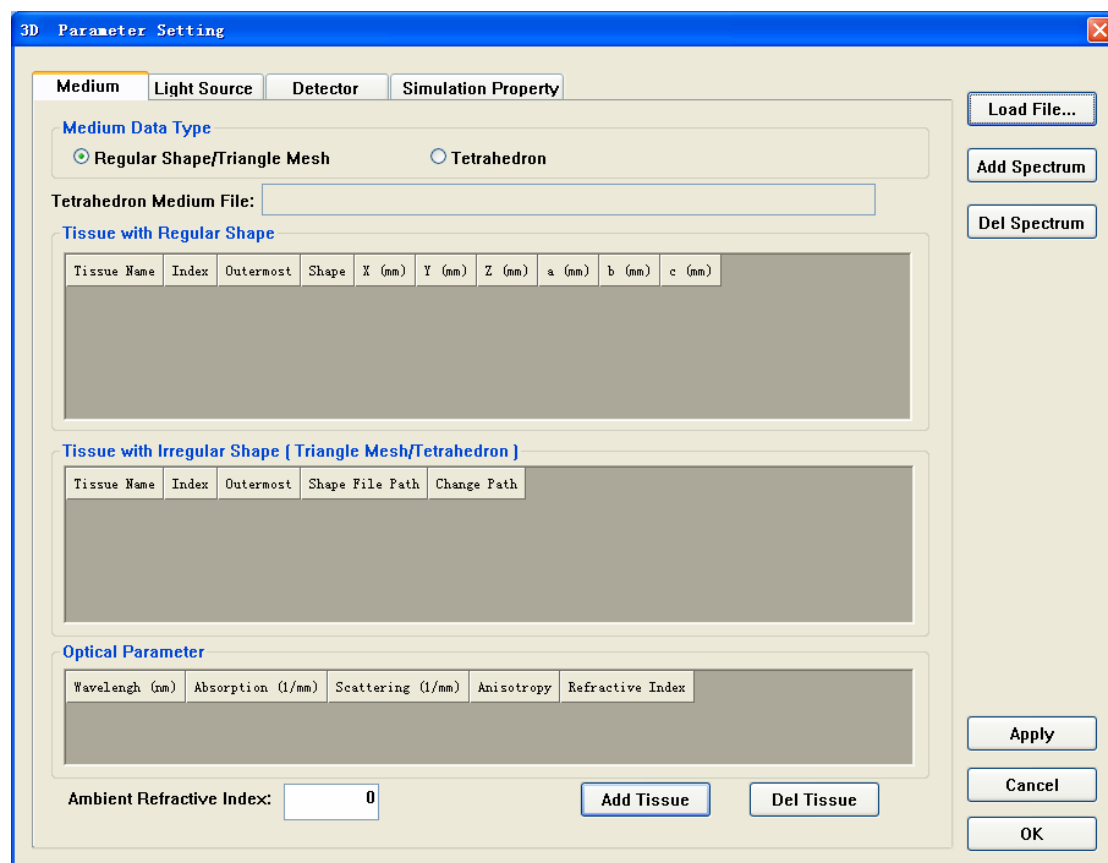 3D Parameter Setting
Medium Light Source Detector Simulation Property
Load File...
Medium Data Type
Regular Shape/Triangle Mesh Tetrahedron
Add Spectrum
Tetrahedron Medium File:
Del Spectrum
Tissue with Regular Shape
Tissue Name Index Outermost Shape X (mm) Y (mm) Z (mm) a (mm) b (mm) c (mm)
Tissue with Irregular Shape ( Triangle Mesh/Tetrahedron )
Tissue Name Index Outermost Shape File Path Change Path
Optical Parameter
Wavelengh (nm) Absorption (1/mm) Scattering (1/mm) Anisotropy Refractive Index
Apply
Ambient Refractive Index: 0 Add Tissue Del Tissue
Cancel
OK